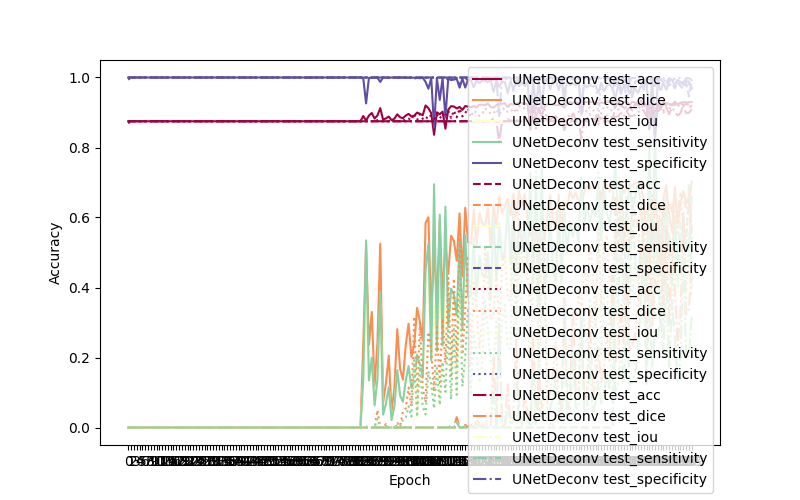 1.0
0.8
0.6
0.4
0.2
0.0
Accuracy
Epoch
UNetDeconv test_acc
UNetDeconv test_dice
UNetDeconv test_iou
UNetDeconv test_sensitivity
UNetDeconv test_specificity
UNetDeconv test_acc
UNetDeconv test_dice
UNetDeconv test_iou
UNetDeconv test_sensitivity
UNetDeconv test_specificity
UNetDeconv test_acc
UNetDeconv test_dice
UNetDeconv test_iou
UNetDeconv test_sensitivity
UNetDeconv test_specificity
UNetDeconv test_acc
UNetDeconv test_dice
UNetDeconv test_iou
UNetDeconv test_sensitivity
UNetDeconv test_specificity